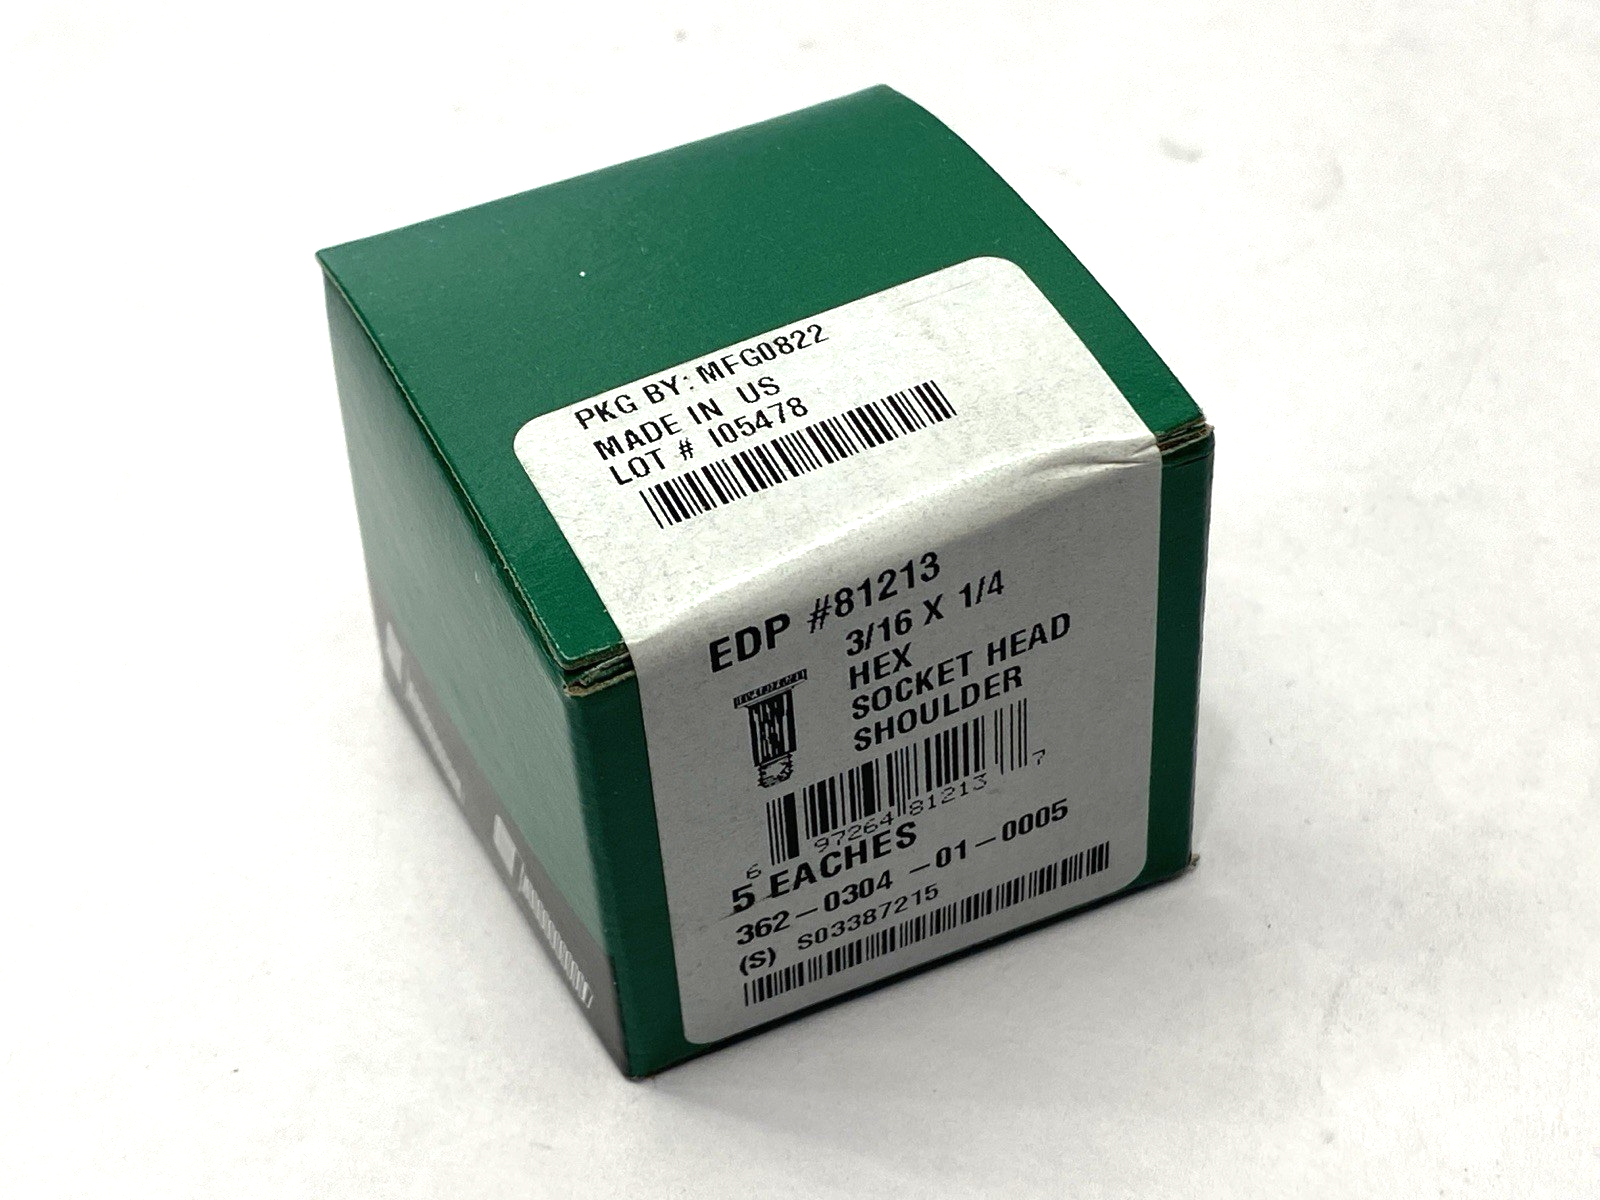 PKG BY: MFG0822
MADE IN US
LOT # I05478
EDP #81213
3/16 X 1/4
HEX
SOCKET HEAD
SHOULDER
6 97264 81213 7
5 EACHES
362-0304 -01-0005
(S) S03387215